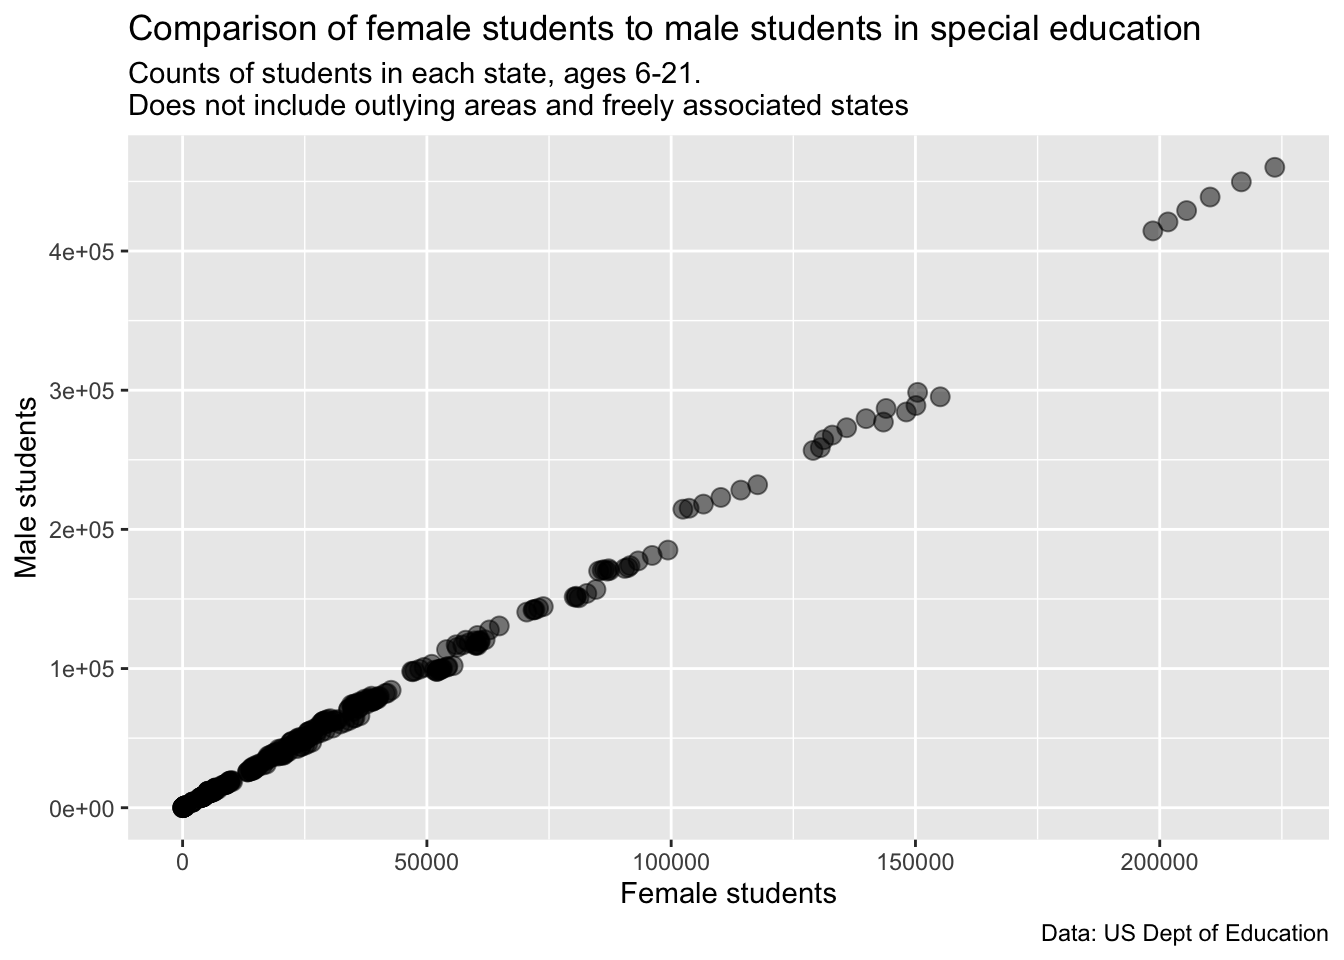 Comparison of female students to male students in special education
Counts of students in each state, ages 6-21.
Does not include outlying areas and freely associated states
Male students
4e+05
3e+05
2e+05
1e+05
0e+00
0 50000 100000 150000 200000
Female students
Data: US Dept of Education